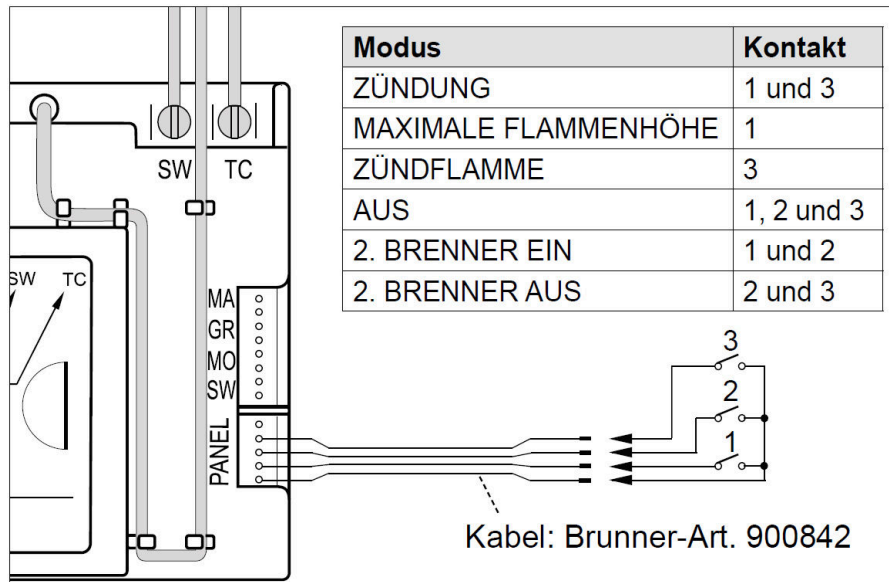 Modus Kontakt
ZÜNDUNG 1 und 3
MAXIMALE FLAMMENHÖHE 1
ZÜNDFLAMME 3
AUS 1, 2 und 3
2. BRENNER EIN 1 und 2
2. BRENNER AUS 2 und 3
SW TC
SW TC
MA
GR
MO
SW
PANEL
3
2
1
Kabel: Brunner-Art. 900842